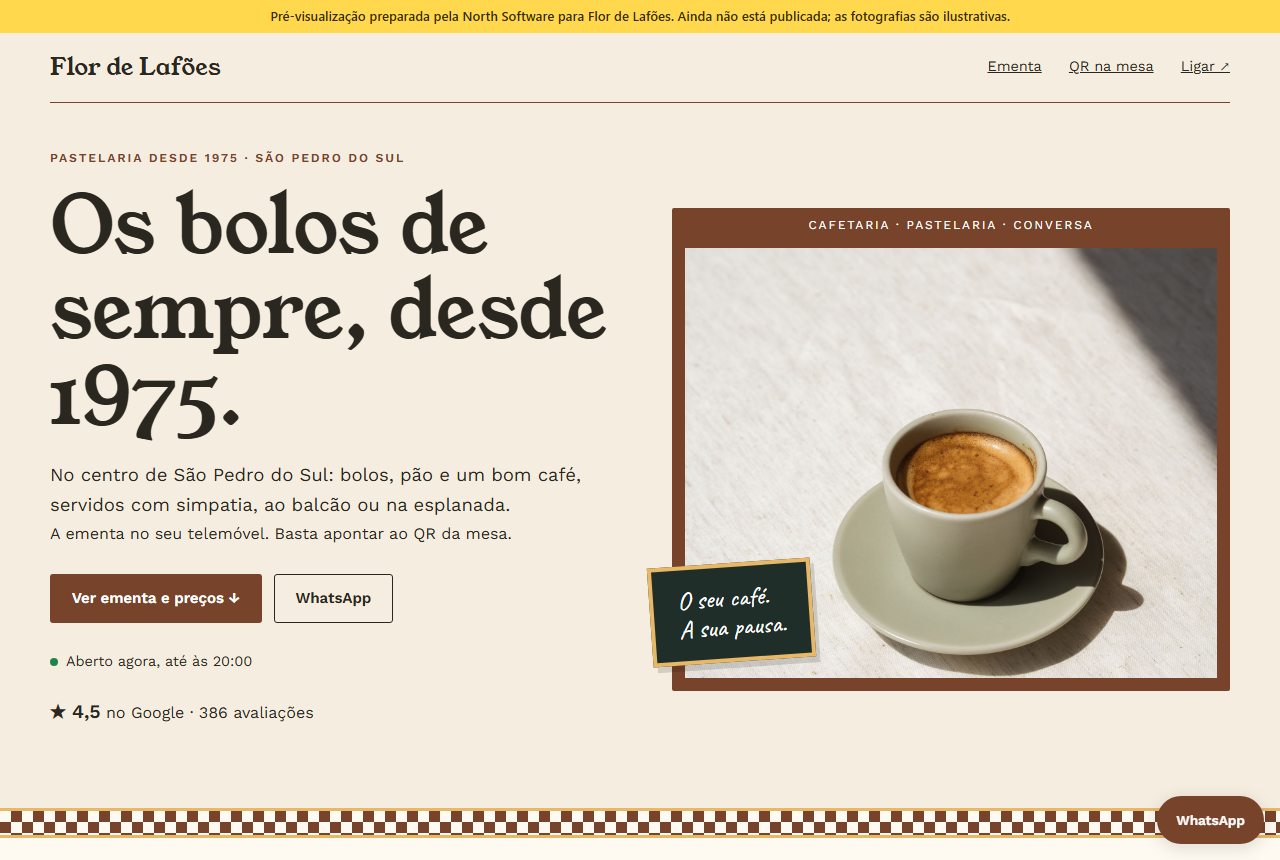 Pré-visualização preparada pela North Software para Flor de Lafões. Ainda não está publicada; as fotografias são ilustrativas.
Flor de Lafões
Ementa
QR na mesa
Ligar ↗
PASTELARIA DESDE 1975 · SÃO PEDRO DO SUL
Os bolos de
sempre, desde
1975.
No centro de São Pedro do Sul: bolos, pão e um bom café,
servidos com simpatia, ao balcão ou na esplanada.
A ementa no seu telemóvel. Basta apontar ao QR da mesa.
Ver ementa e preços ↓
WhatsApp
Aberto agora, até às 20:00
★ 4,5 no Google · 386 avaliações
CAFETARIA · PASTELARIA · CONVERSA
O seu café.
A sua pausa.
WhatsApp